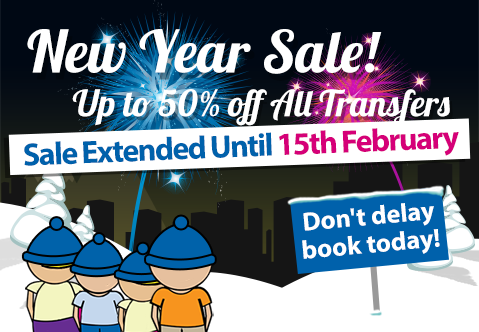 New Year Sale!
Up to 50% off All Transfers
Sale Extended Until 15th February
Don't delay
book today!